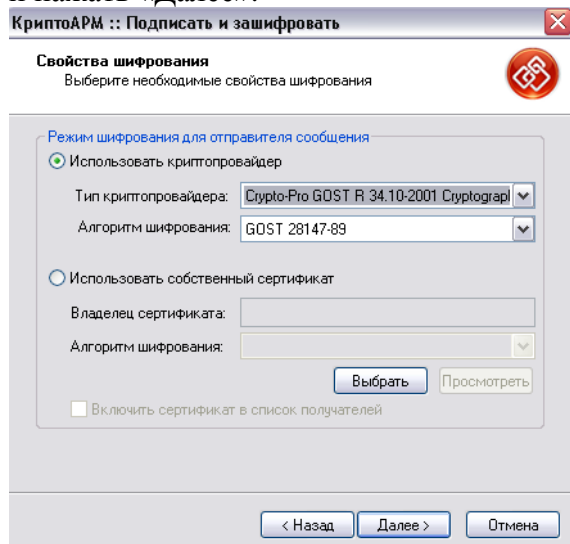 КриптоАРМ :: Подписать и зашифровать
Свойства шифрования
Выберите необходимые свойства шифрования
Режим шифрования для отправителя сообщения
Использовать криптопровайдер
Тип криптопровайдера: Crypto-Pro GOST R 34.10-2001 Cryptograpl
Алгоритм шифрования: GOST 28147-89
Использовать собственный сертификат
Владелец сертификата:
Алгоритм шифрования:
Выбрать Просмотреть
Включить сертификат в список получателей
< Назад Далее > Отмена